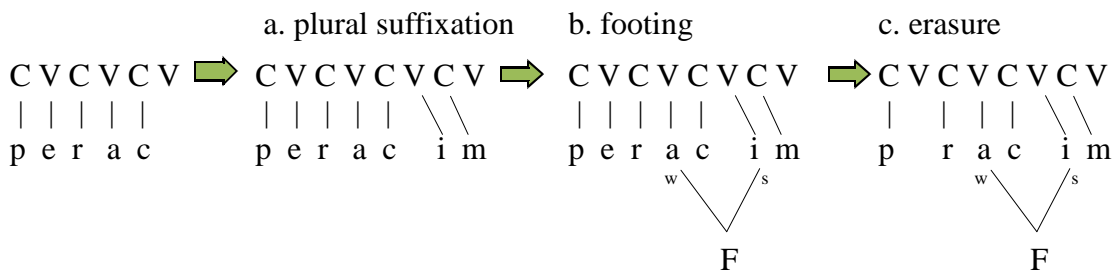 a. plural suffixation b. footing c. erasure
C V C V C V C V C V C V C V C V C V C V C V C V C V C V C V
p e r a c p e r a c i m p e r a c i m p r a c i m
w s w s
F F